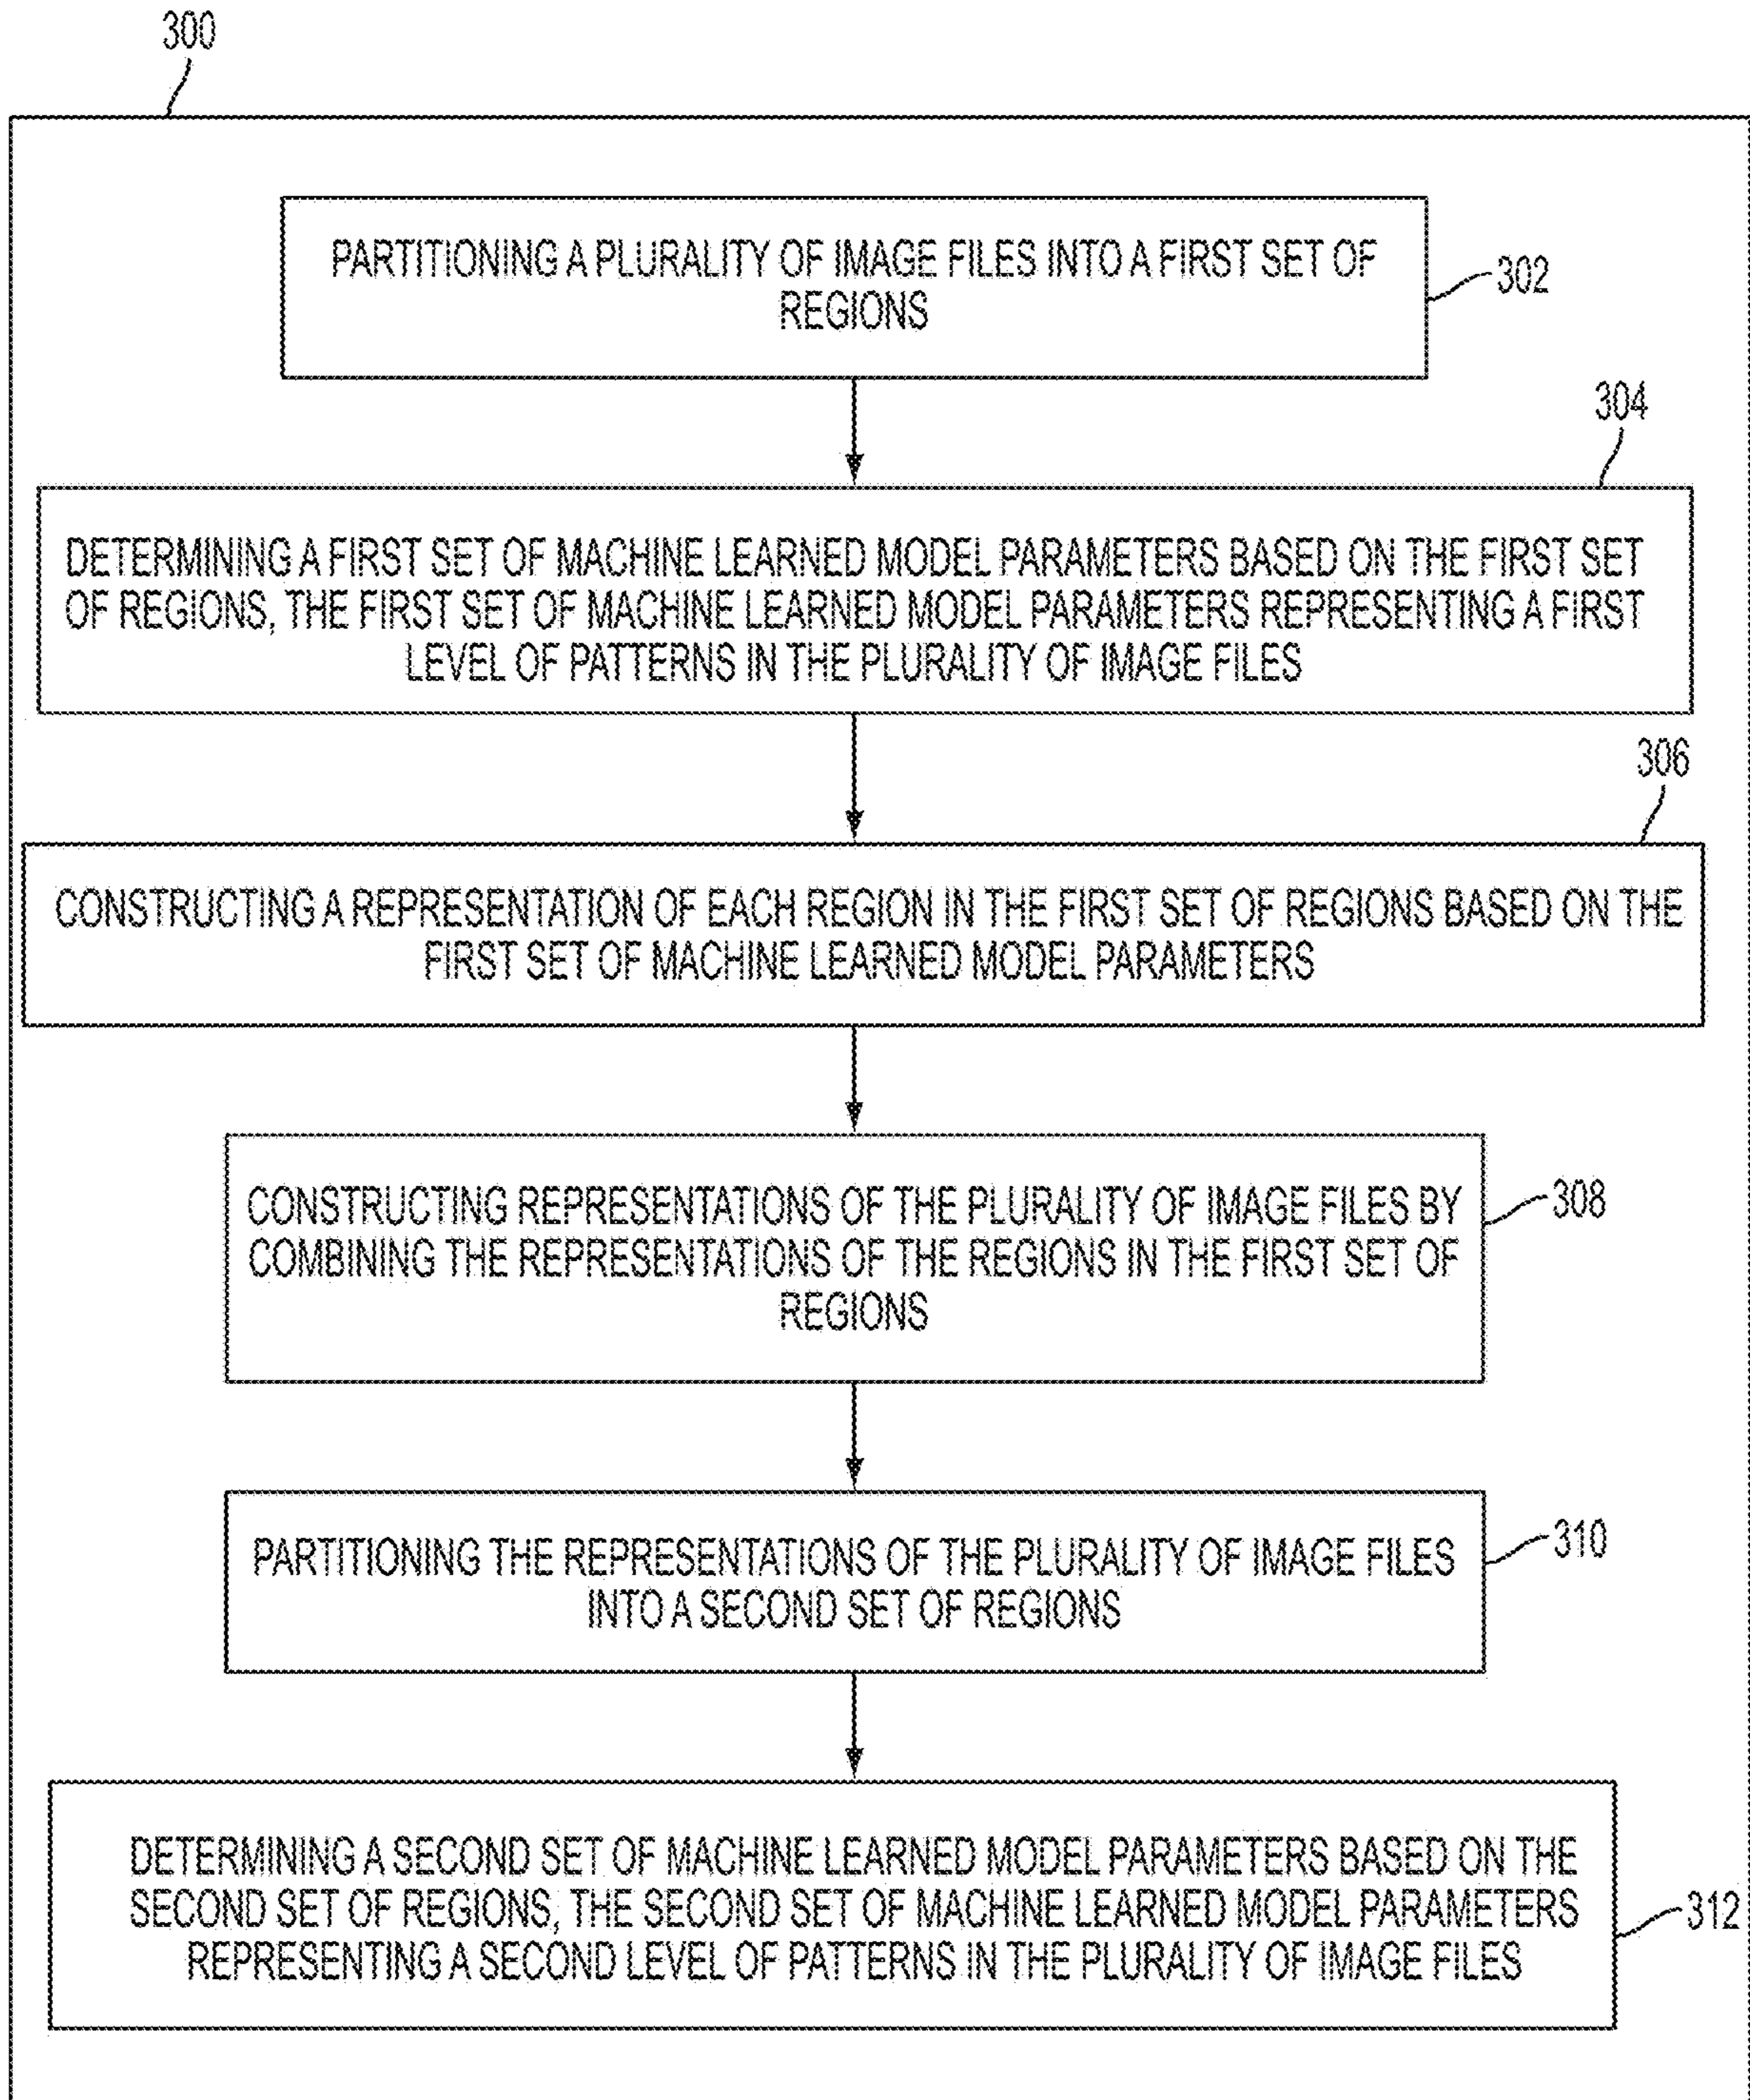 300
PARTITIONING A PLURALITY OF IMAGE FILES INTO A FIRST SET OF
REGIONS
302
304
DETERMINING A FIRST SET OF MACHINE LEARNED MODEL PARAMETERS BASED ON THE FIRST SET
OF REGIONS, THE FIRST SET OF MACHINE LEARNED MODEL PARAMETERS REPRESENTING A FIRST
LEVEL OF PATTERNS IN THE PLURALITY OF IMAGE FILES
306
CONSTRUCTING A REPRESENTATION OF EACH REGION IN THE FIRST SET OF REGIONS BASED ON THE
FIRST SET OF MACHINE LEARNED MODEL PARAMETERS
CONSTRUCTING REPRESENTATIONS OF THE PLURALITY OF IMAGE FILES BY
COMBINING THE REPRESENTATIONS OF THE REGIONS IN THE FIRST SET OF
REGIONS
308
PARTITIONING THE REPRESENTATIONS OF THE PLURALITY OF IMAGE FILES
INTO A SECOND SET OF REGIONS
310
DETERMINING A SECOND SET OF MACHINE LEARNED MODEL PARAMETERS BASED ON THE
SECOND SET OF REGIONS, THE SECOND SET OF MACHINE LEARNED MODEL PARAMETERS
REPRESENTING A SECOND LEVEL OF PATTERNS IN THE PLURALITY OF IMAGE FILES
312